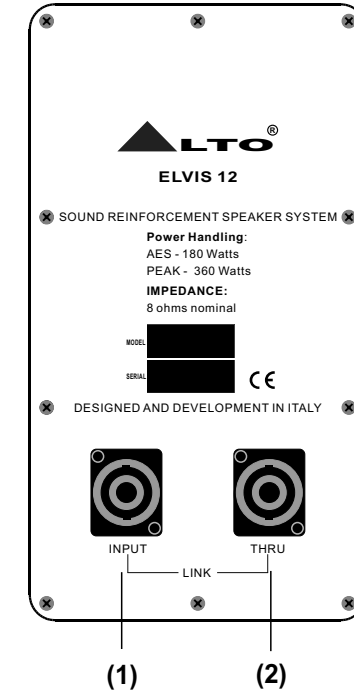 LTO®
ELVIS 12
SOUND REINFORCEMENT SPEAKER SYSTEM
Power Handling:
AES - 180 Watts
PEAK - 360 Watts
IMPEDANCE:
8 ohms nominal
MODEL
SERIAL
CE
DESIGNED AND DEVELOPMENT IN ITALY
INPUT THRU
LINK
(1) (2)